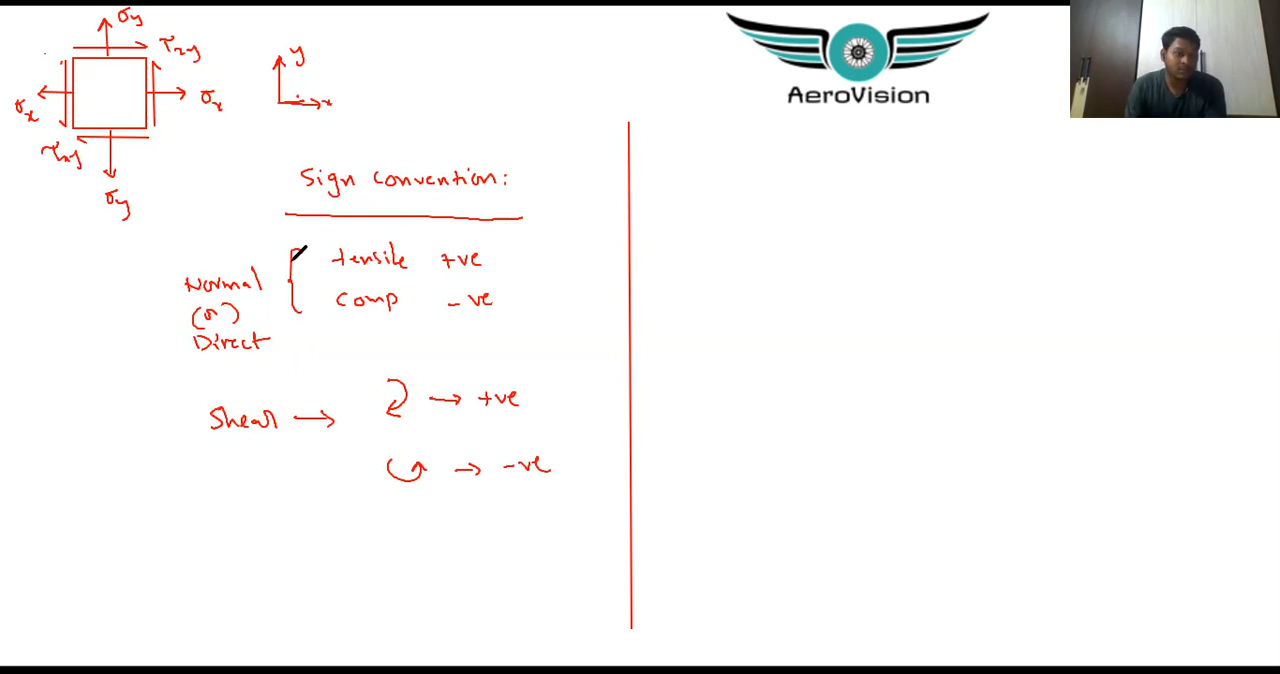 σy
τxy
y
σx
σx
x
τxy
σy
AeroVision
Sign convention:
tensile +ve
Normal
comp -ve
(or)
Direct
Shear → → +ve
→ -ve